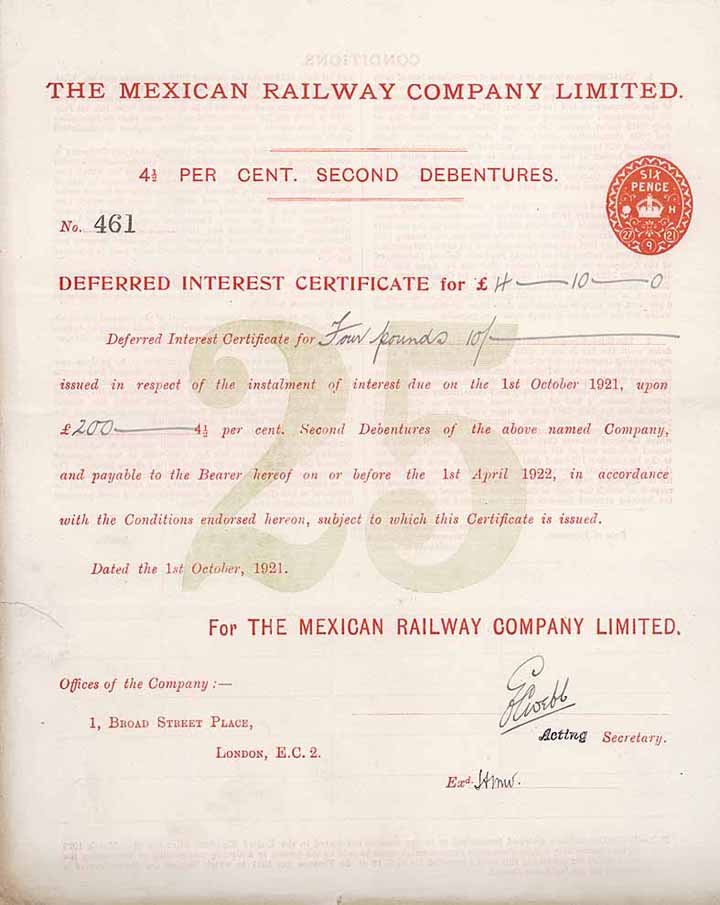 CONDITIONS.
THE MEXICAN RAILWAY COMPANY LIMITED.
4½ PER CENT. SECOND DEBENTURES.
SIX
PENCE
H
27
9
21
No. 461
DEFERRED INTEREST CERTIFICATE for £ 4—10—0
Deferred Interest Certificate for Four pounds 10/—
issued in respect of the instalment of interest due on the 1st October 1921, upon
£200— 4½ per cent. Second Debentures of the above named Company,
and payable to the Bearer hereof on or before the 1st April 1922, in accordance
with the Conditions endorsed hereon, subject to which this Certificate is issued.
25
Dated the 1st October, 1921.
For THE MEXICAN RAILWAY COMPANY LIMITED.
Offices of the Company :—
1, BROAD STREET PLACE,
LONDON, E.C. 2.
Acting Secretary.
Exd.